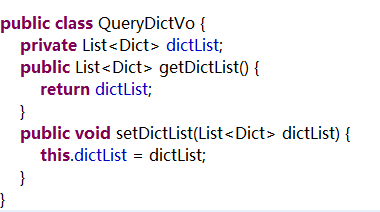 public class QueryDictVo {
    private List<Dict> dictList;
    public List<Dict> getDictList() {
        return dictList;
    }
    public void setDictList(List<Dict> dictList) {
        this.dictList = dictList;
    }
}